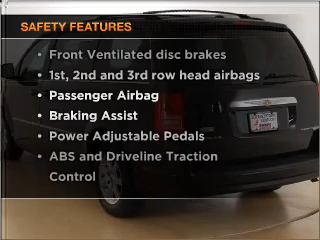 SAFETY FEATURES
• Front Ventilated disc brakes
• 1st, 2nd and 3rd row head airbags
• Passenger Airbag
• Braking Assist
• Power Adjustable Pedals
• ABS and Driveline Traction
Control